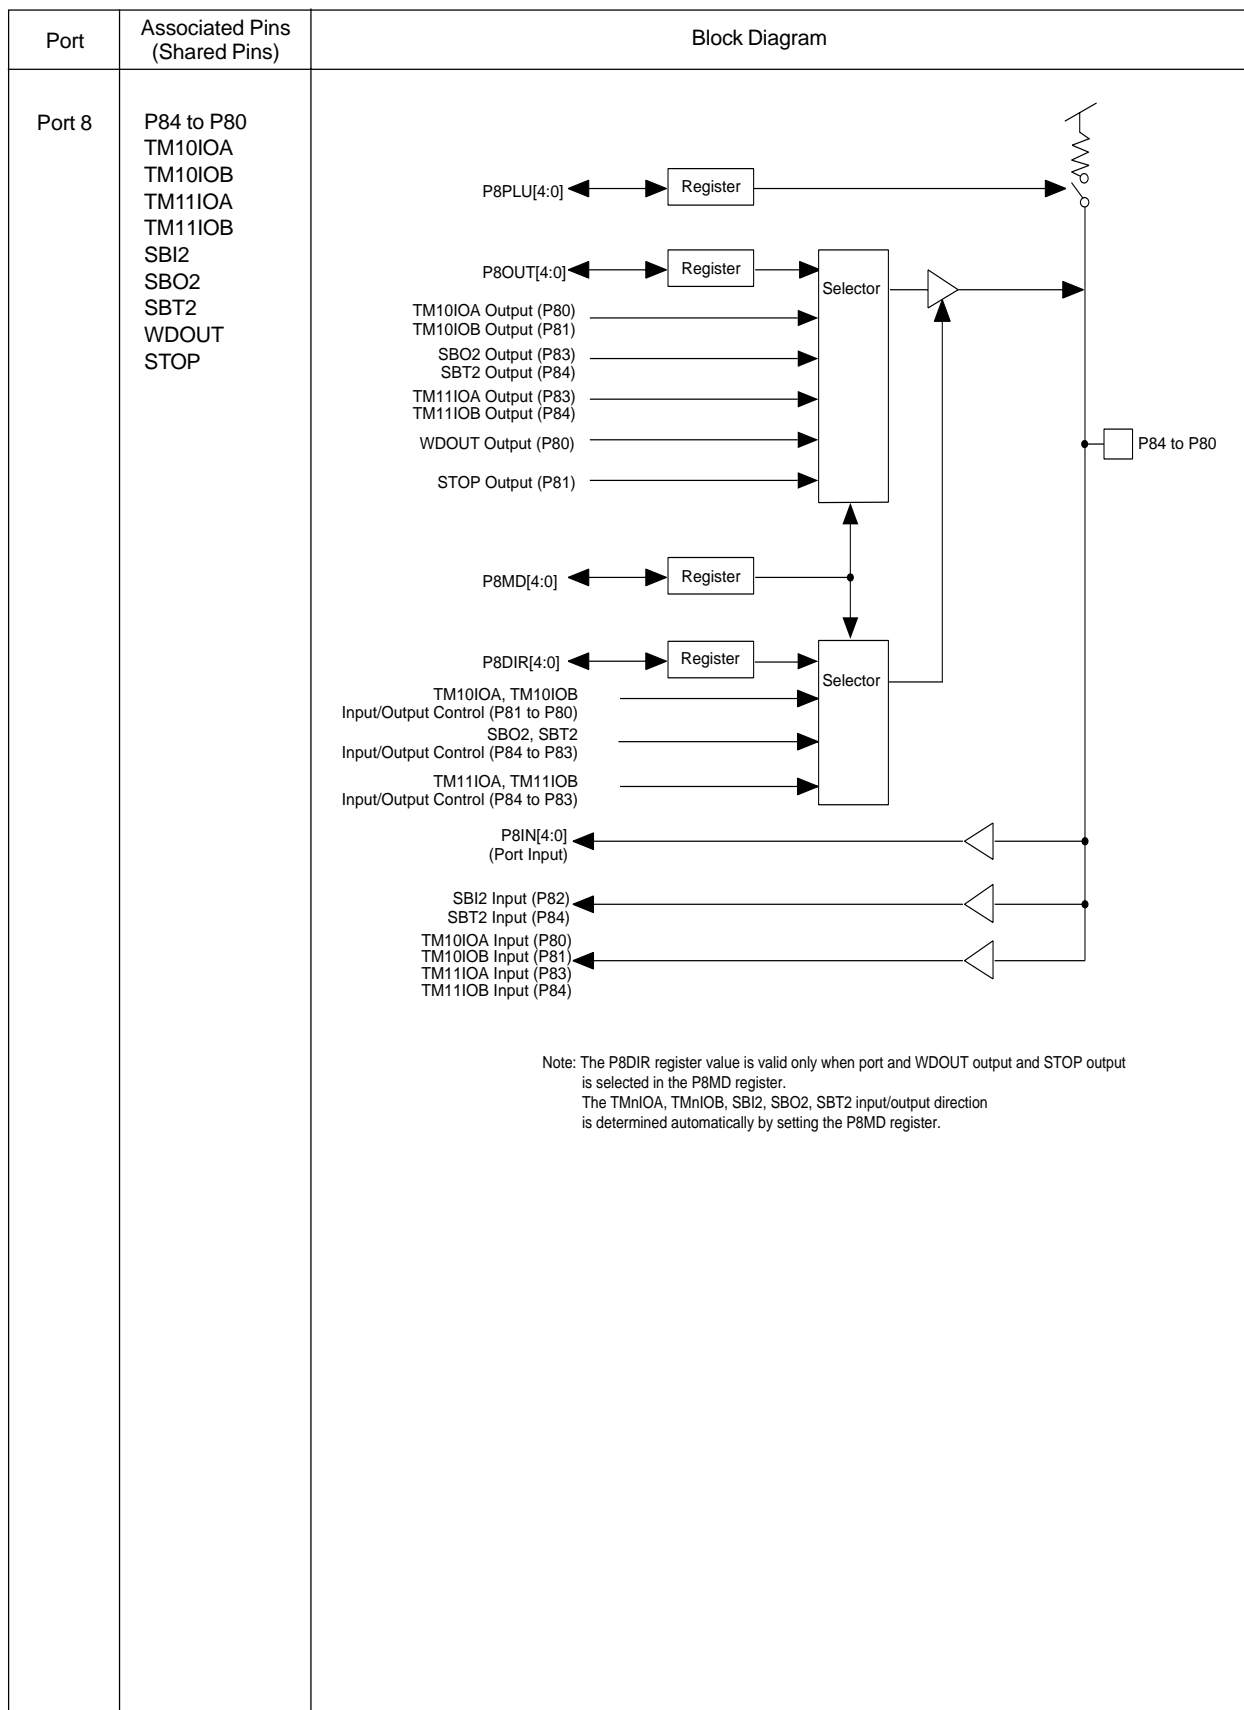 Port
Associated Pins
(Shared Pins)
Block Diagram
Port 8
P84 to P80
TM10IOA
TM10IOB
TM11IOA
TM11IOB
SBI2
SBO2
SBT2
WDOUT
STOP
P8PLU[4:0]
Register
P8OUT[4:0]
Register
Selector
TM10IOA Output (P80)
TM10IOB Output (P81)
SBO2 Output (P83)
SBT2 Output (P84)
TM11IOA Output (P83)
TM11IOB Output (P84)
WDOUT Output (P80)
P84 to P80
STOP Output (P81)
P8MD[4:0]
Register
P8DIR[4:0]
Register
Selector
TM10IOA, TM10IOB
Input/Output Control (P81 to P80)
SBO2, SBT2
Input/Output Control (P84 to P83)
TM11IOA, TM11IOB
Input/Output Control (P84 to P83)
P8IN[4:0]
(Port Input)
SBI2 Input (P82)
SBT2 Input (P84)
TM10IOA Input (P80)
TM10IOB Input (P81)
TM11IOA Input (P83)
TM11IOB Input (P84)
Note: The P8DIR register value is valid only when port and WDOUT output and STOP output
is selected in the P8MD register.
The TMnIOA, TMnIOB, SBI2, SBO2, SBT2 input/output direction
is determined automatically by setting the P8MD register.